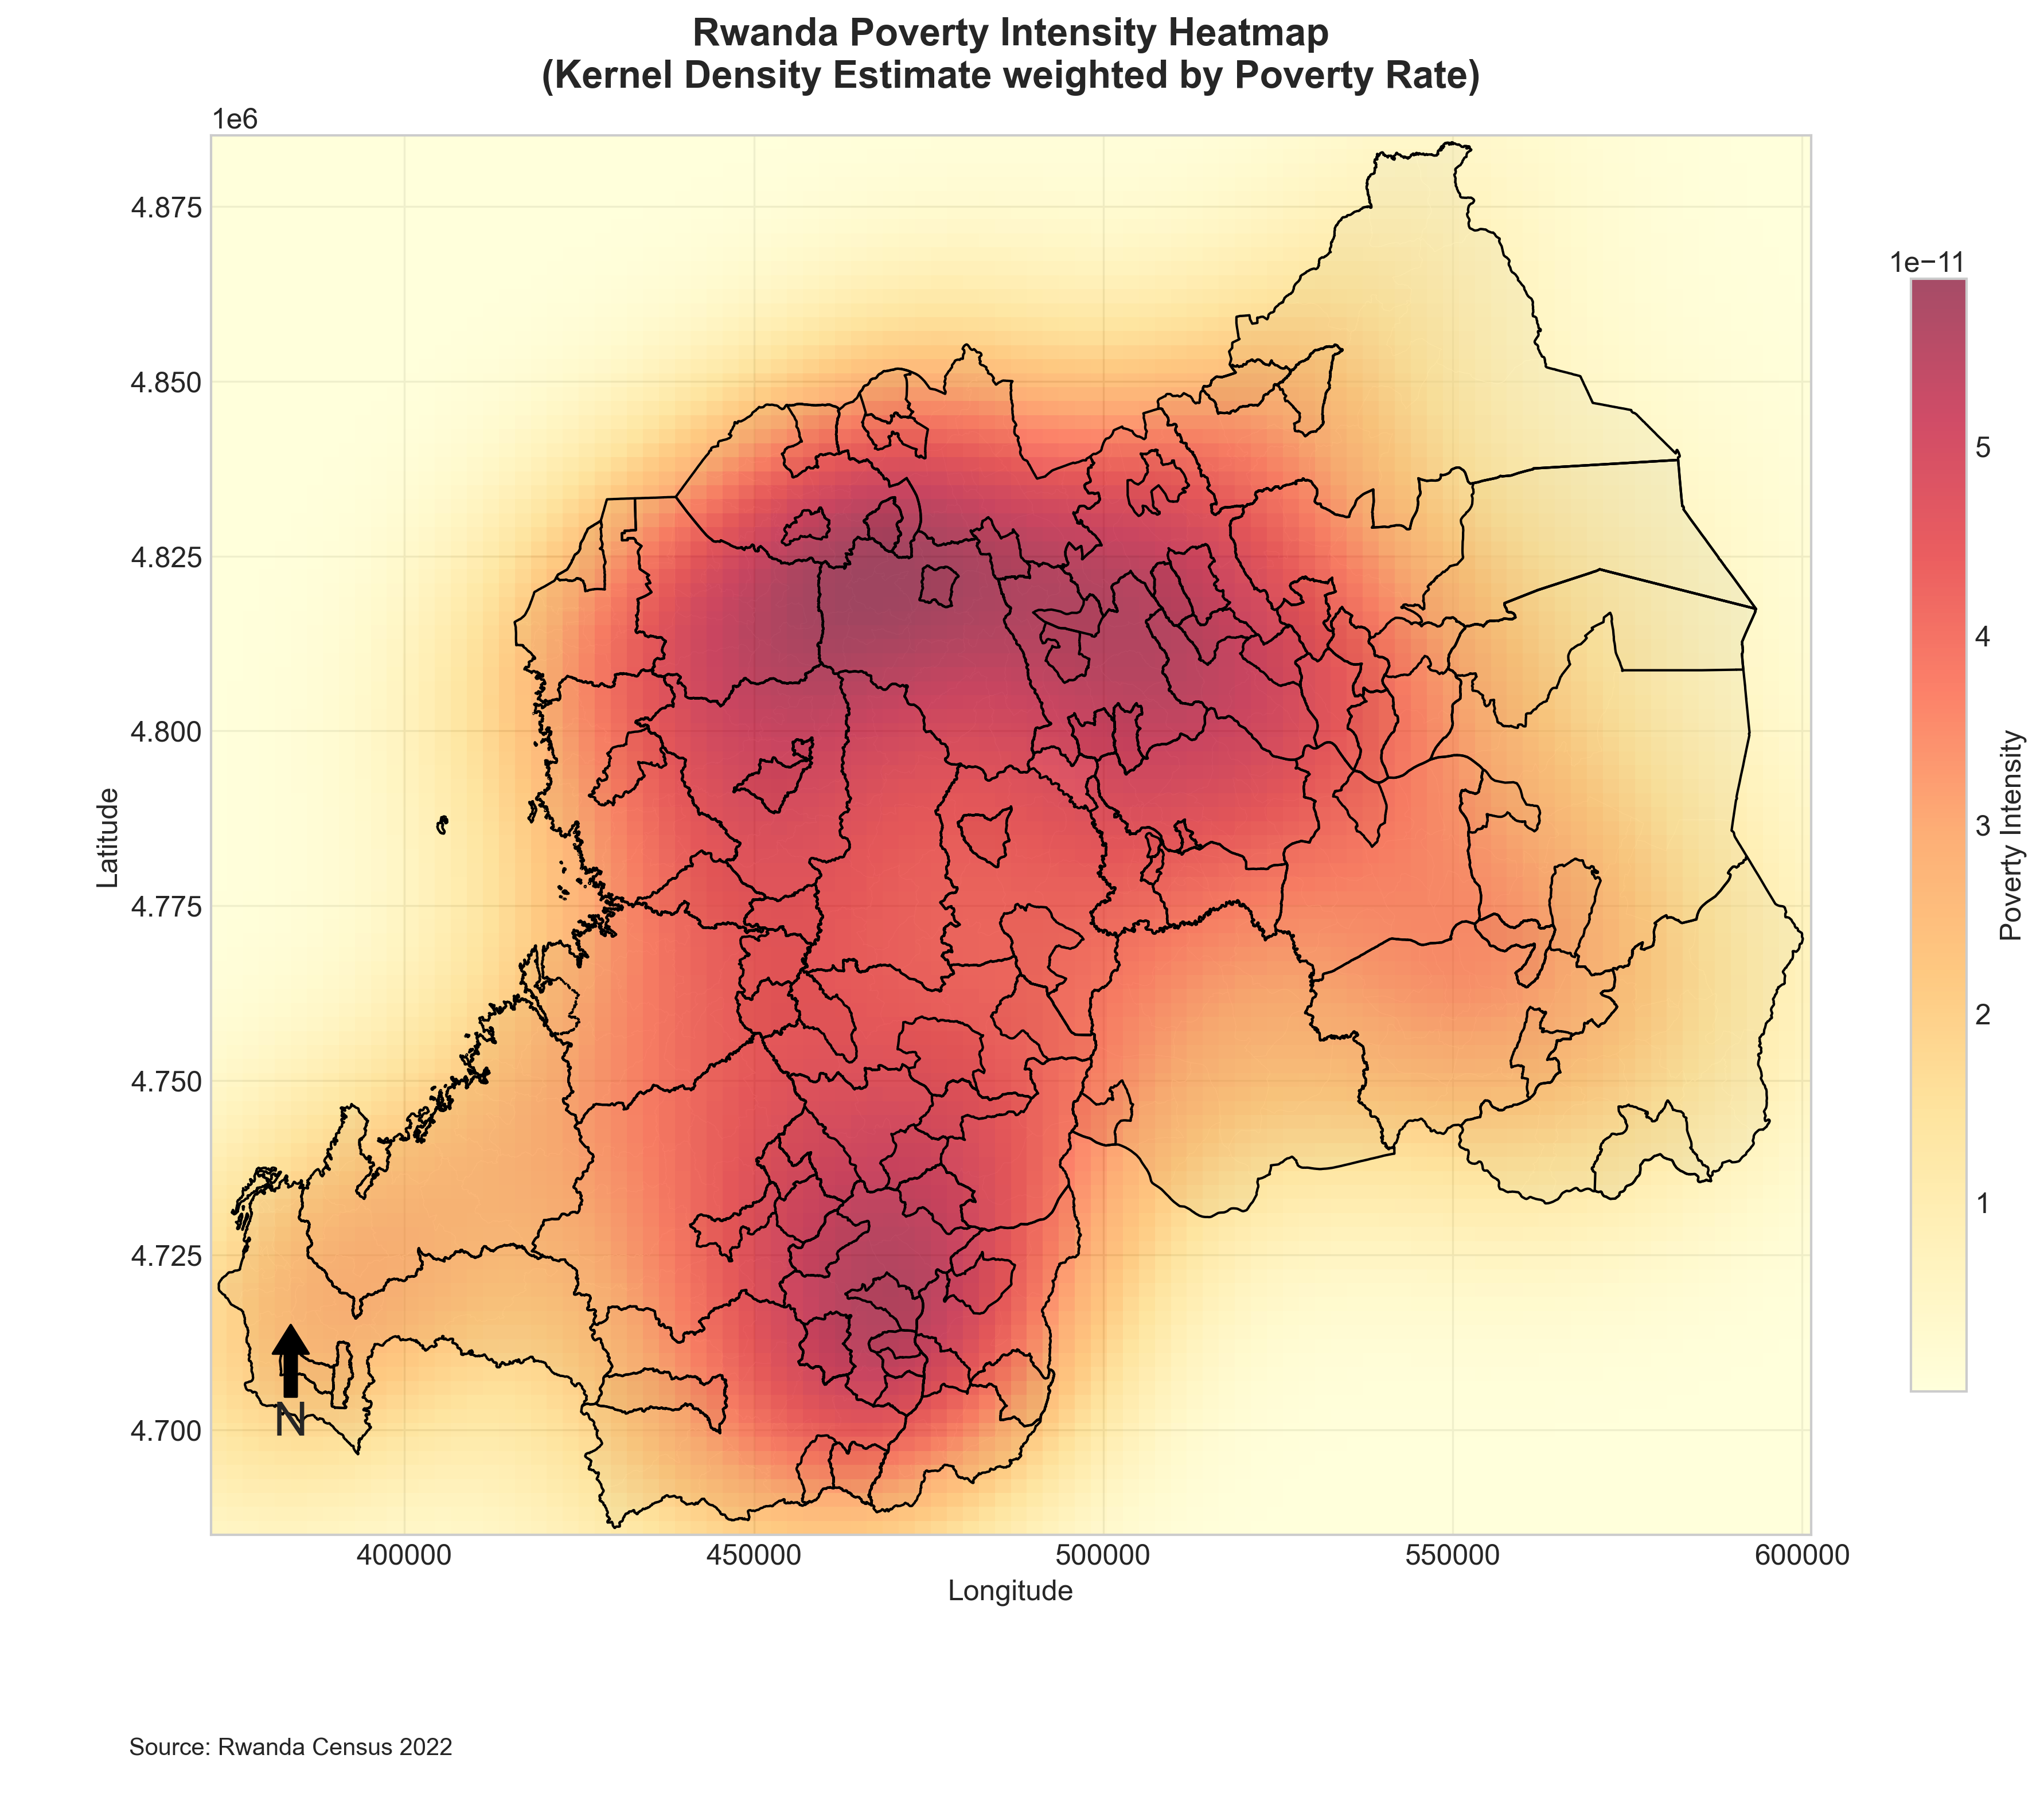 Rwanda Poverty Intensity Heatmap
(Kernel Density Estimate weighted by Poverty Rate)
1e6
4.875
4.850
4.825
4.800
4.775
4.750
4.725
4.700
Latitude
N
400000
450000
500000
550000
600000
Longitude
1e−11
5
4
3
2
1
Poverty Intensity
Source: Rwanda Census 2022